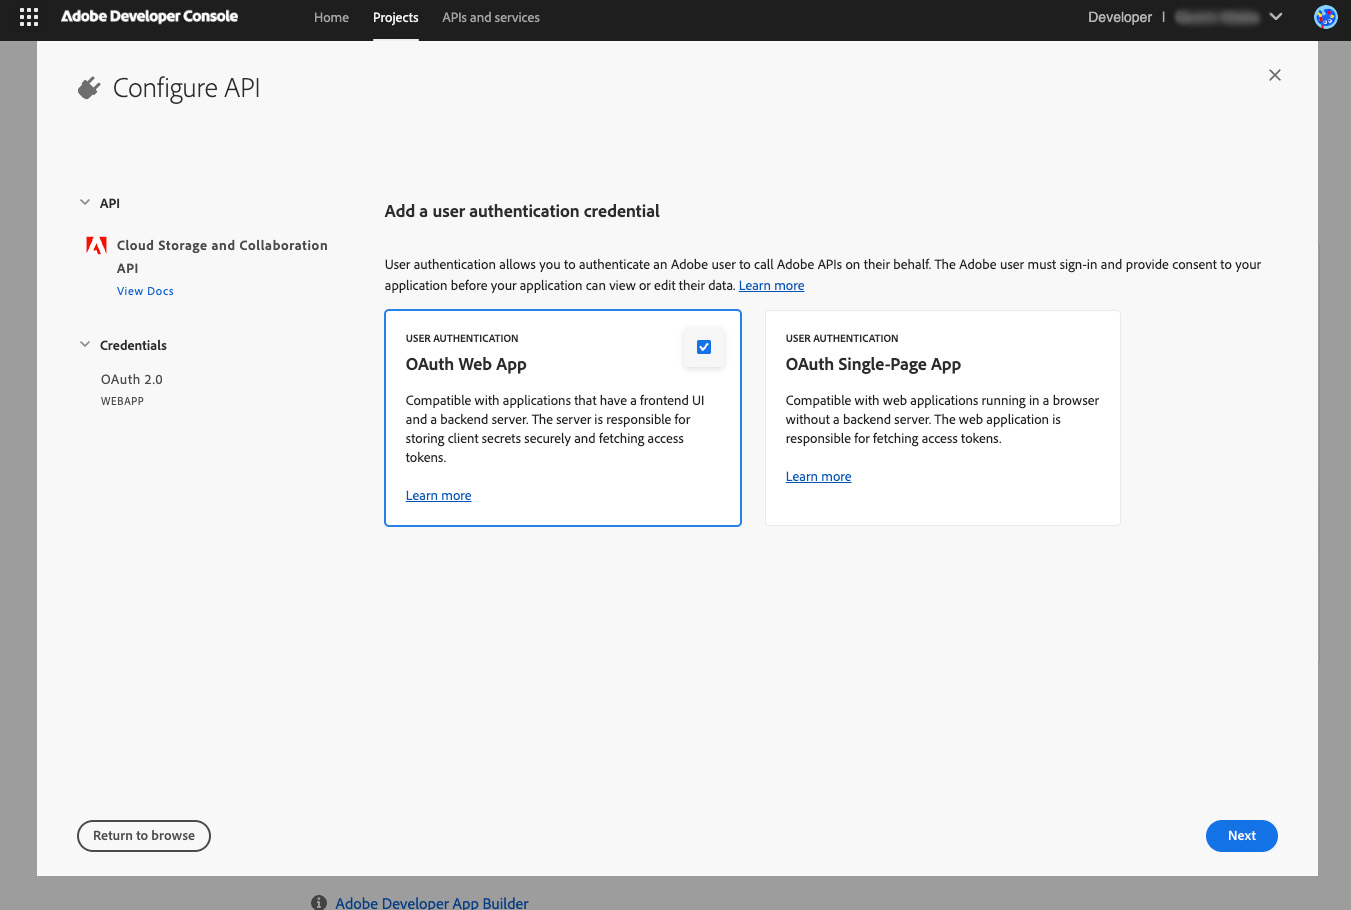 Adobe Developer Console
Home Projects APIs and services
Developer
Configure API
API
Cloud Storage and Collaboration
API
View Docs
Credentials
OAuth 2.0
WEBAPP
Add a user authentication credential
User authentication allows you to authenticate an Adobe user to call Adobe APIs on their behalf. The Adobe user must sign-in and provide consent to your
application before your application can view or edit their data. Learn more
USER AUTHENTICATION
OAuth Web App
Compatible with applications that have a frontend UI
and a backend server. The server is responsible for
storing client secrets securely and fetching access
tokens.
Learn more
USER AUTHENTICATION
OAuth Single-Page App
Compatible with web applications running in a browser
without a backend server. The web application is
responsible for fetching access tokens.
Learn more
Return to browse
Next
Adobe Developer App Builder